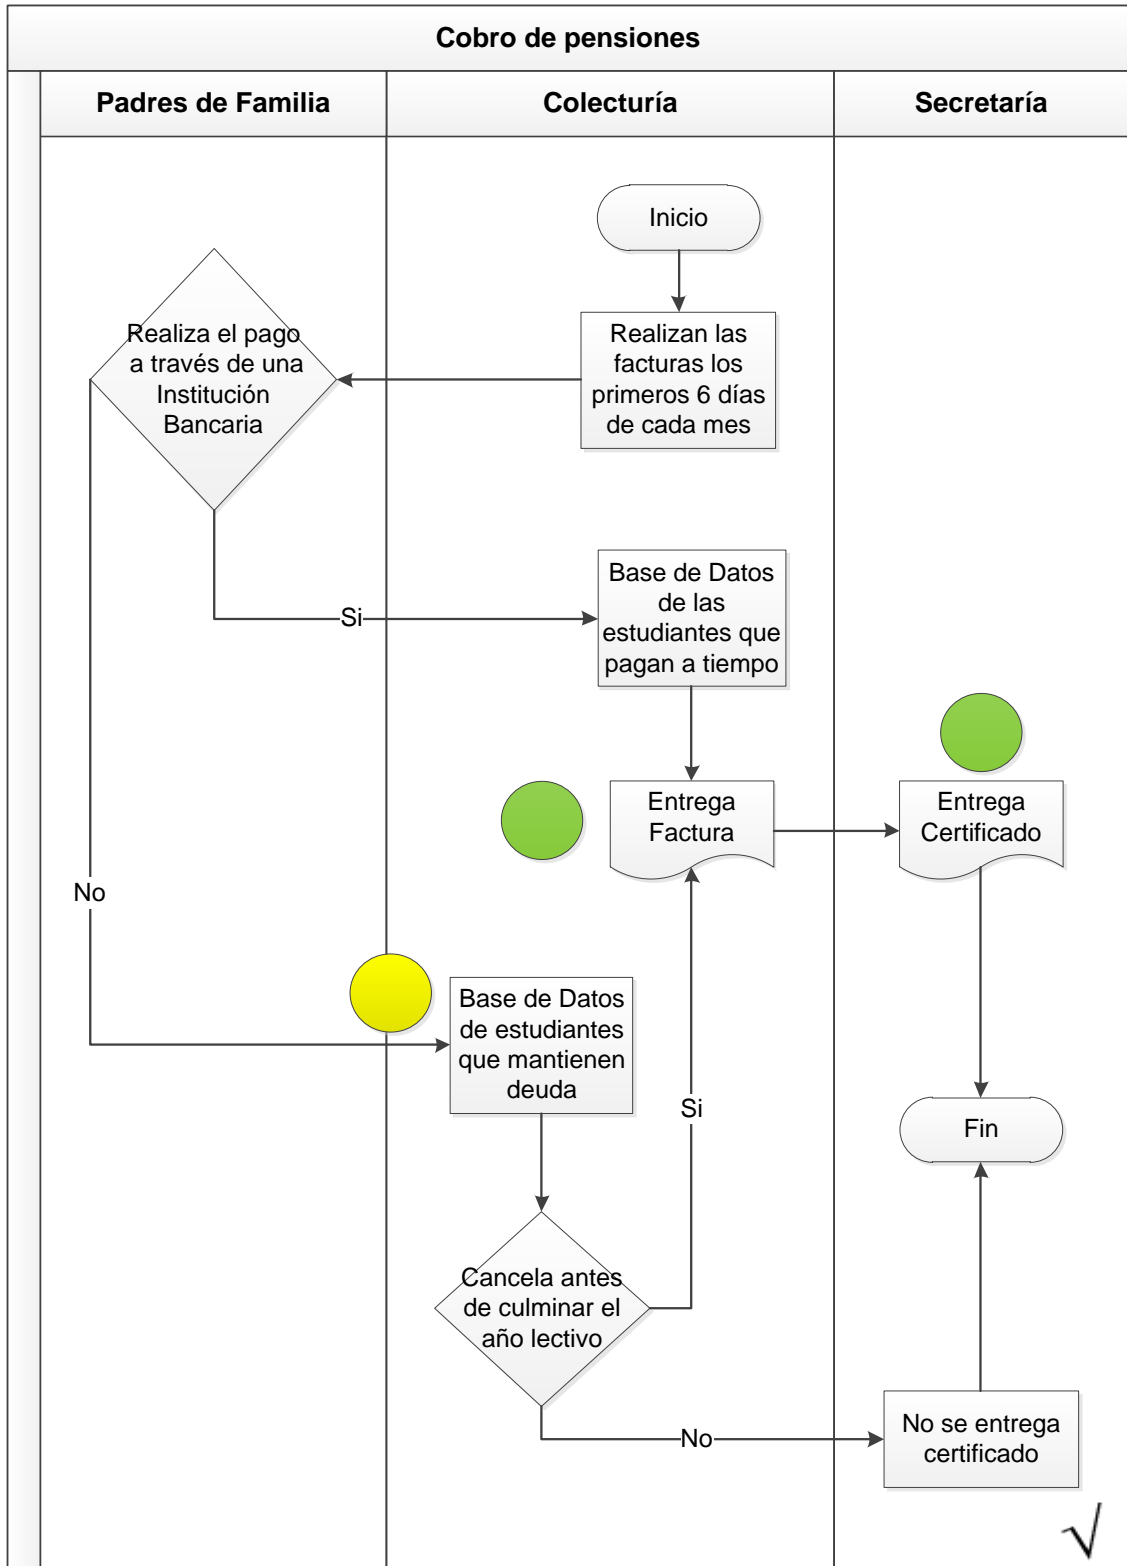 Cobro de pensiones
Padres de Familia
Colecturía
Secretaría
Inicio
Realizan las
facturas los
primeros 6 días
de cada mes
Realiza el pago
a través de una
Institución
Bancaria
Si
Base de Datos
de las
estudiantes que
pagan a tiempo
Entrega
Factura
Entrega
Certificado
No
Base de Datos
de estudiantes
que mantienen
deuda
Si
Fin
Cancela antes
de culminar el
año lectivo
No
No se entrega
certificado
√